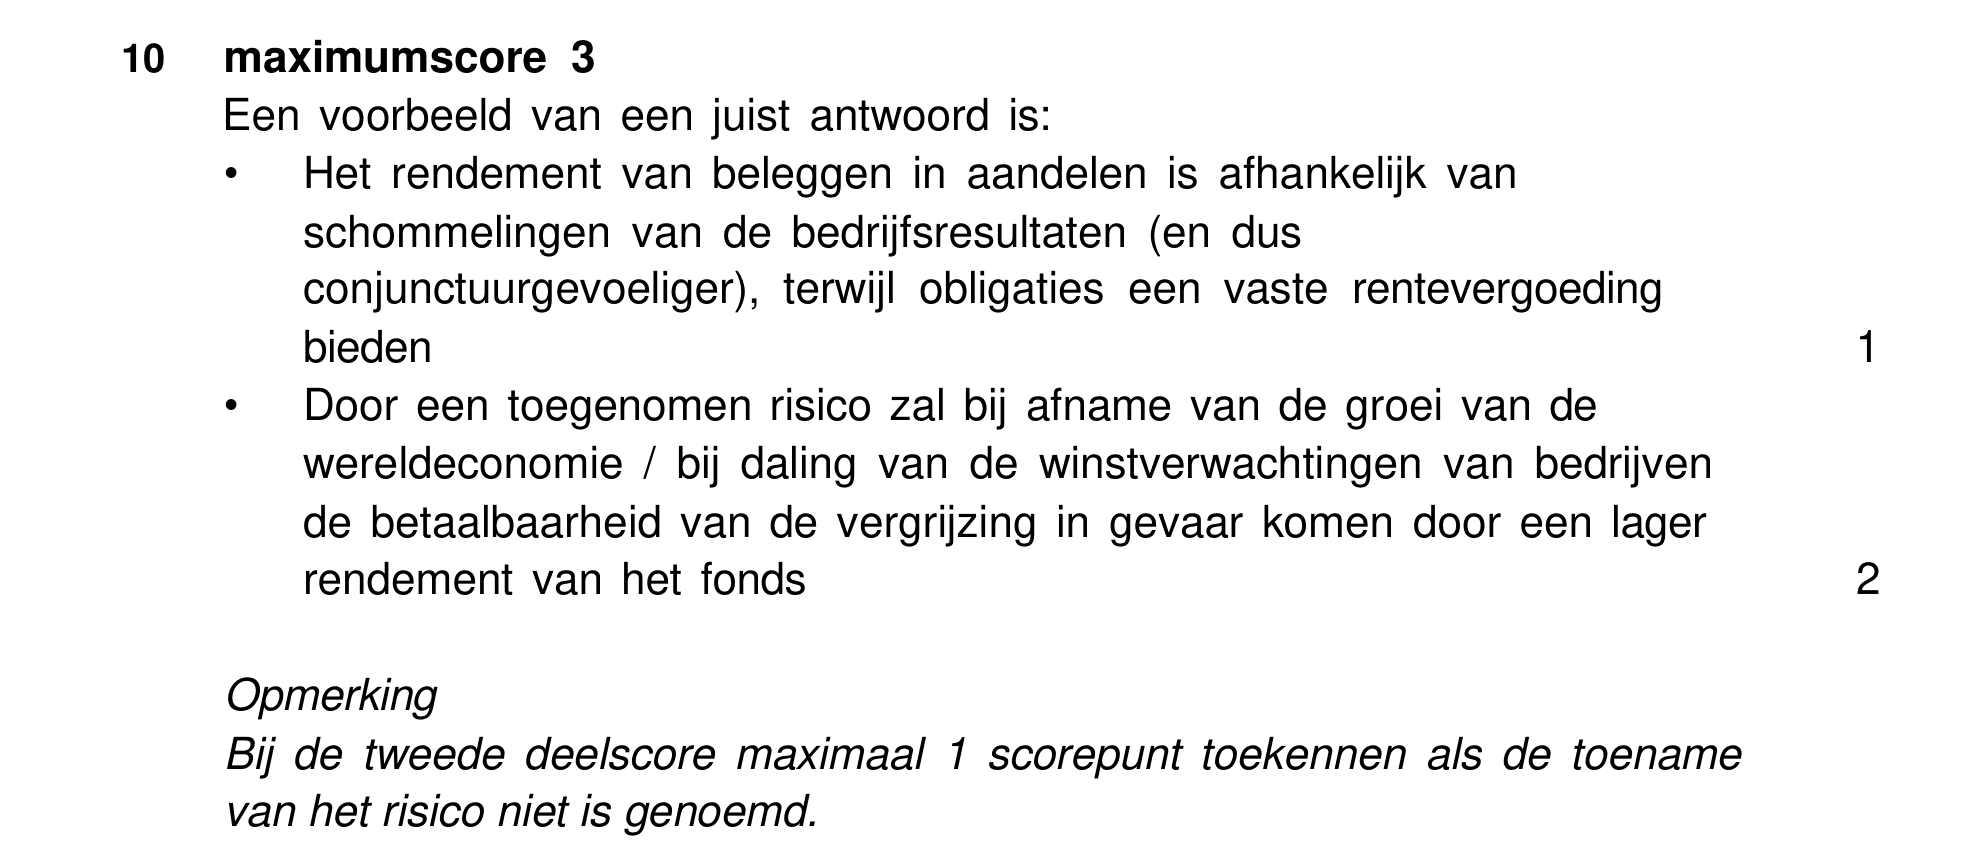 10 maximumscore 3
Een voorbeeld van een juist antwoord is:
• Het rendement van beleggen in aandelen is afhankelijk van
schommelingen van de bedrijfsresultaten (en dus
conjunctuurgevoeliger), terwijl obligaties een vaste rentevergoeding
bieden 1
• Door een toegenomen risico zal bij afname van de groei van de
wereldeconomie / bij daling van de winstverwachtingen van bedrijven
de betaalbaarheid van de vergrijzing in gevaar komen door een lager
rendement van het fonds 2
Opmerking
Bij de tweede deelscore maximaal 1 scorepunt toekennen als de toename
van het risico niet is genoemd.